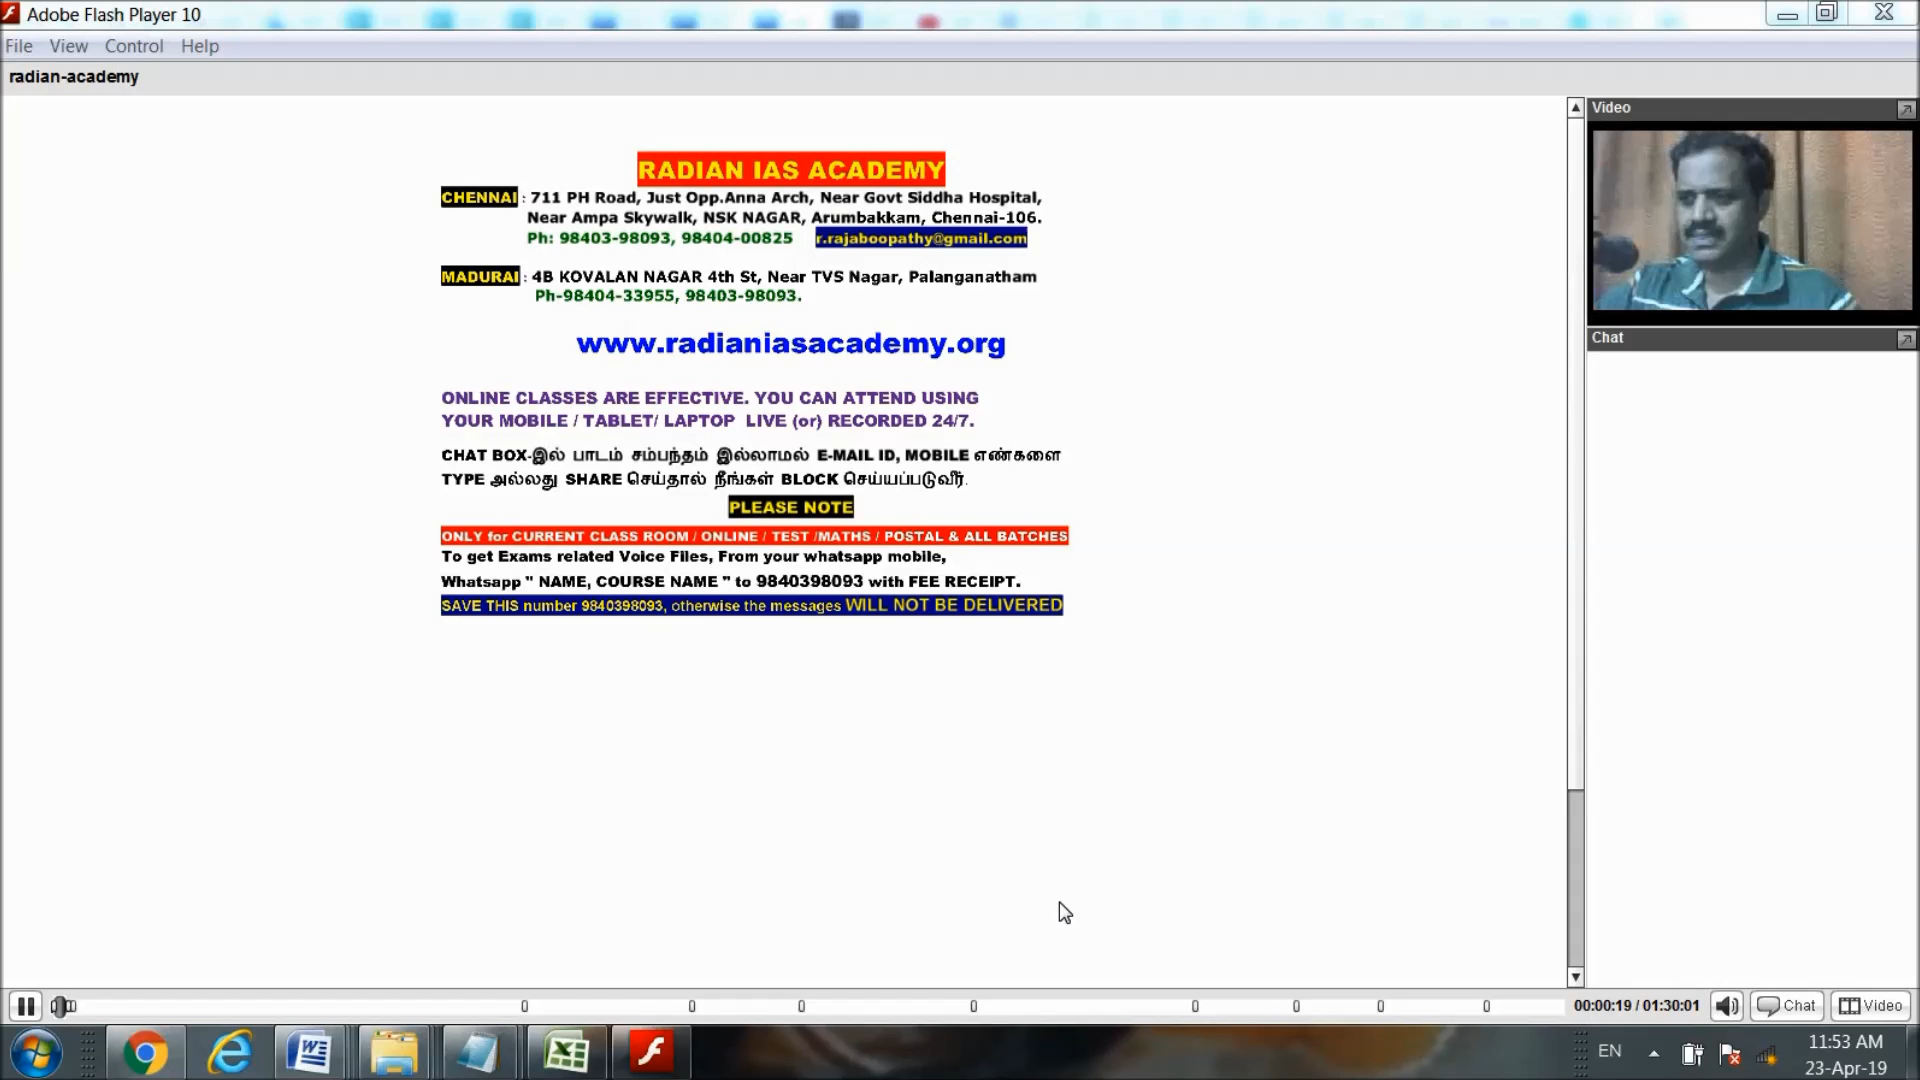 Adobe Flash Player 10
File View Control Help
radian-academy
RADIAN IAS ACADEMY
CHENNAI : 711 PH Road, Just Opp.Anna Arch, Near Govt Siddha Hospital,
Near Ampa Skywalk, NSK NAGAR, Arumbakkam, Chennai-106.
Ph: 98403-98093, 98404-00825 r.rajaboopathy@gmail.com
MADURAI : 4B KOVALAN NAGAR 4th St, Near TVS Nagar, Palanganatham
Ph-98404-33955, 98403-98093.
www.radianiasacademy.org
ONLINE CLASSES ARE EFFECTIVE. YOU CAN ATTEND USING
YOUR MOBILE / TABLET/ LAPTOP LIVE (or) RECORDED 24/7.
CHAT BOX-இல் பாடம் சம்பந்தம் இல்லாமல் E-MAIL ID, MOBILE எண்களை
TYPE அல்லது SHARE செய்தால் நீங்கள் BLOCK செய்யப்படுவீர்.
PLEASE NOTE
ONLY for CURRENT CLASS ROOM / ONLINE / TEST /MATHS / POSTAL & ALL BATCHES
To get Exams related Voice Files, From your whatsapp mobile,
Whatsapp " NAME, COURSE NAME " to 9840398093 with FEE RECEIPT.
SAVE THIS number 9840398093, otherwise the messages WILL NOT BE DELIVERED
Video
Chat
00:00:19 / 01:30:01 Chat Video
EN
11:53 AM
23-Apr-19